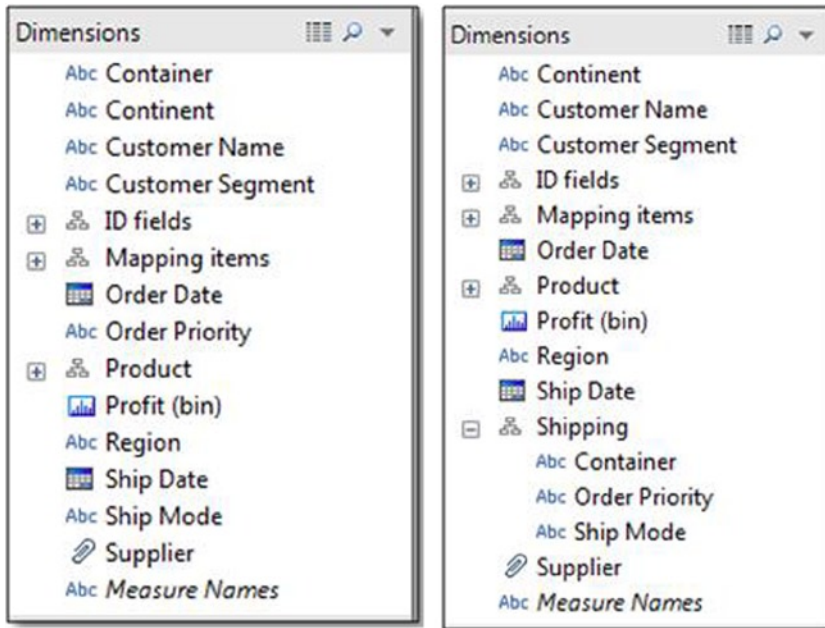 Dimensions
Abc Container
Abc Continent
Abc Customer Name
Abc Customer Segment
ID fields
Mapping items
Order Date
Abc Order Priority
Product
Profit (bin)
Abc Region
Ship Date
Abc Ship Mode
Supplier
Abc Measure Names
Dimensions
Abc Continent
Abc Customer Name
Abc Customer Segment
ID fields
Mapping items
Order Date
Product
Profit (bin)
Abc Region
Ship Date
Shipping
Abc Container
Abc Order Priority
Abc Ship Mode
Supplier
Abc Measure Names